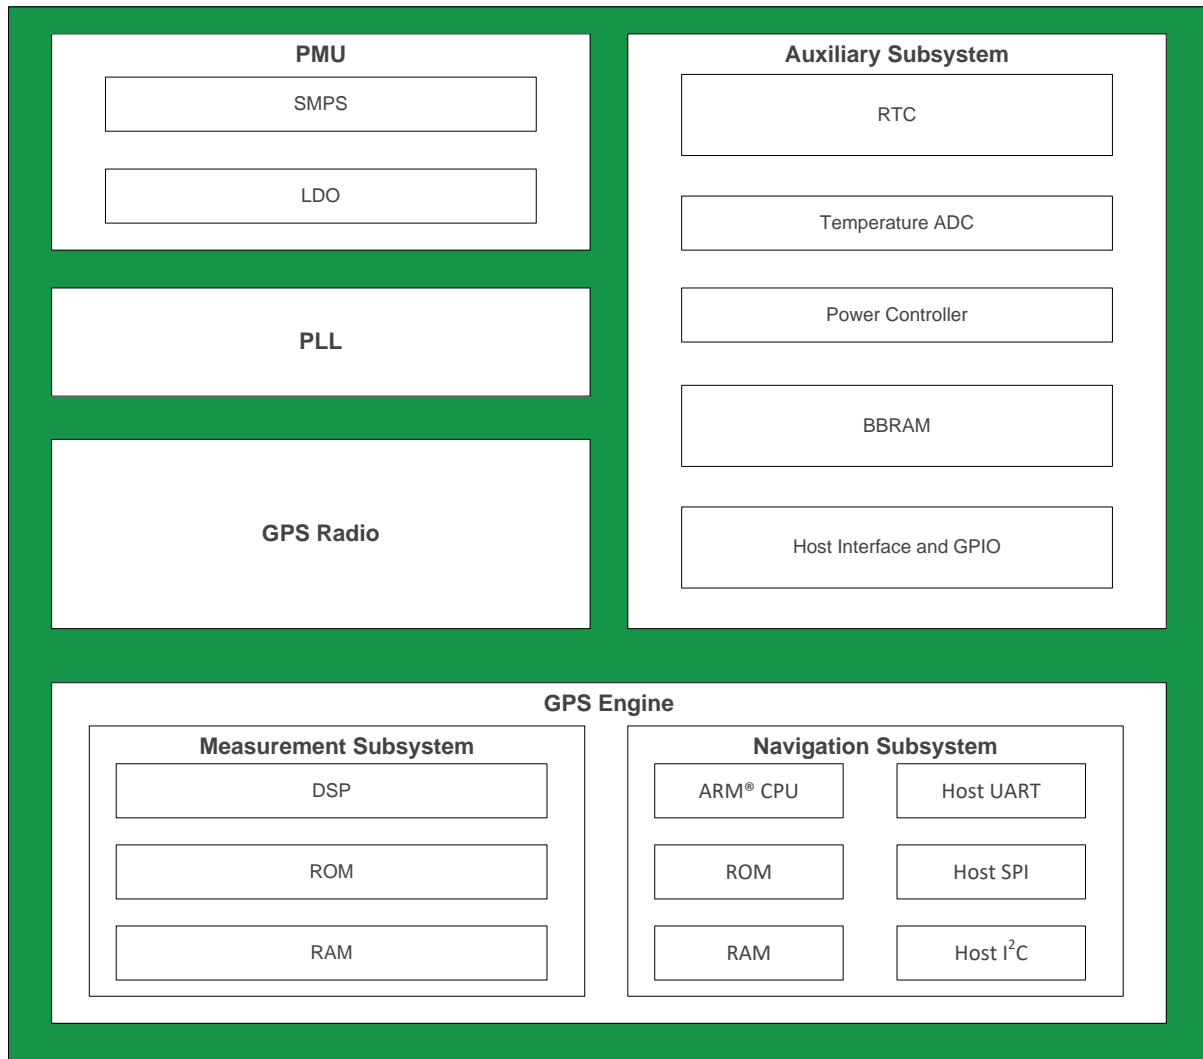 PMU
SMPS
LDO
PLL
GPS Radio
Auxiliary Subsystem
RTC
Temperature ADC
Power Controller
BBRAM
Host Interface and GPIO
GPS Engine
Measurement Subsystem
DSP
ROM
RAM
Navigation Subsystem
ARM® CPU
Host UART
ROM
Host SPI
RAM
Host I²C